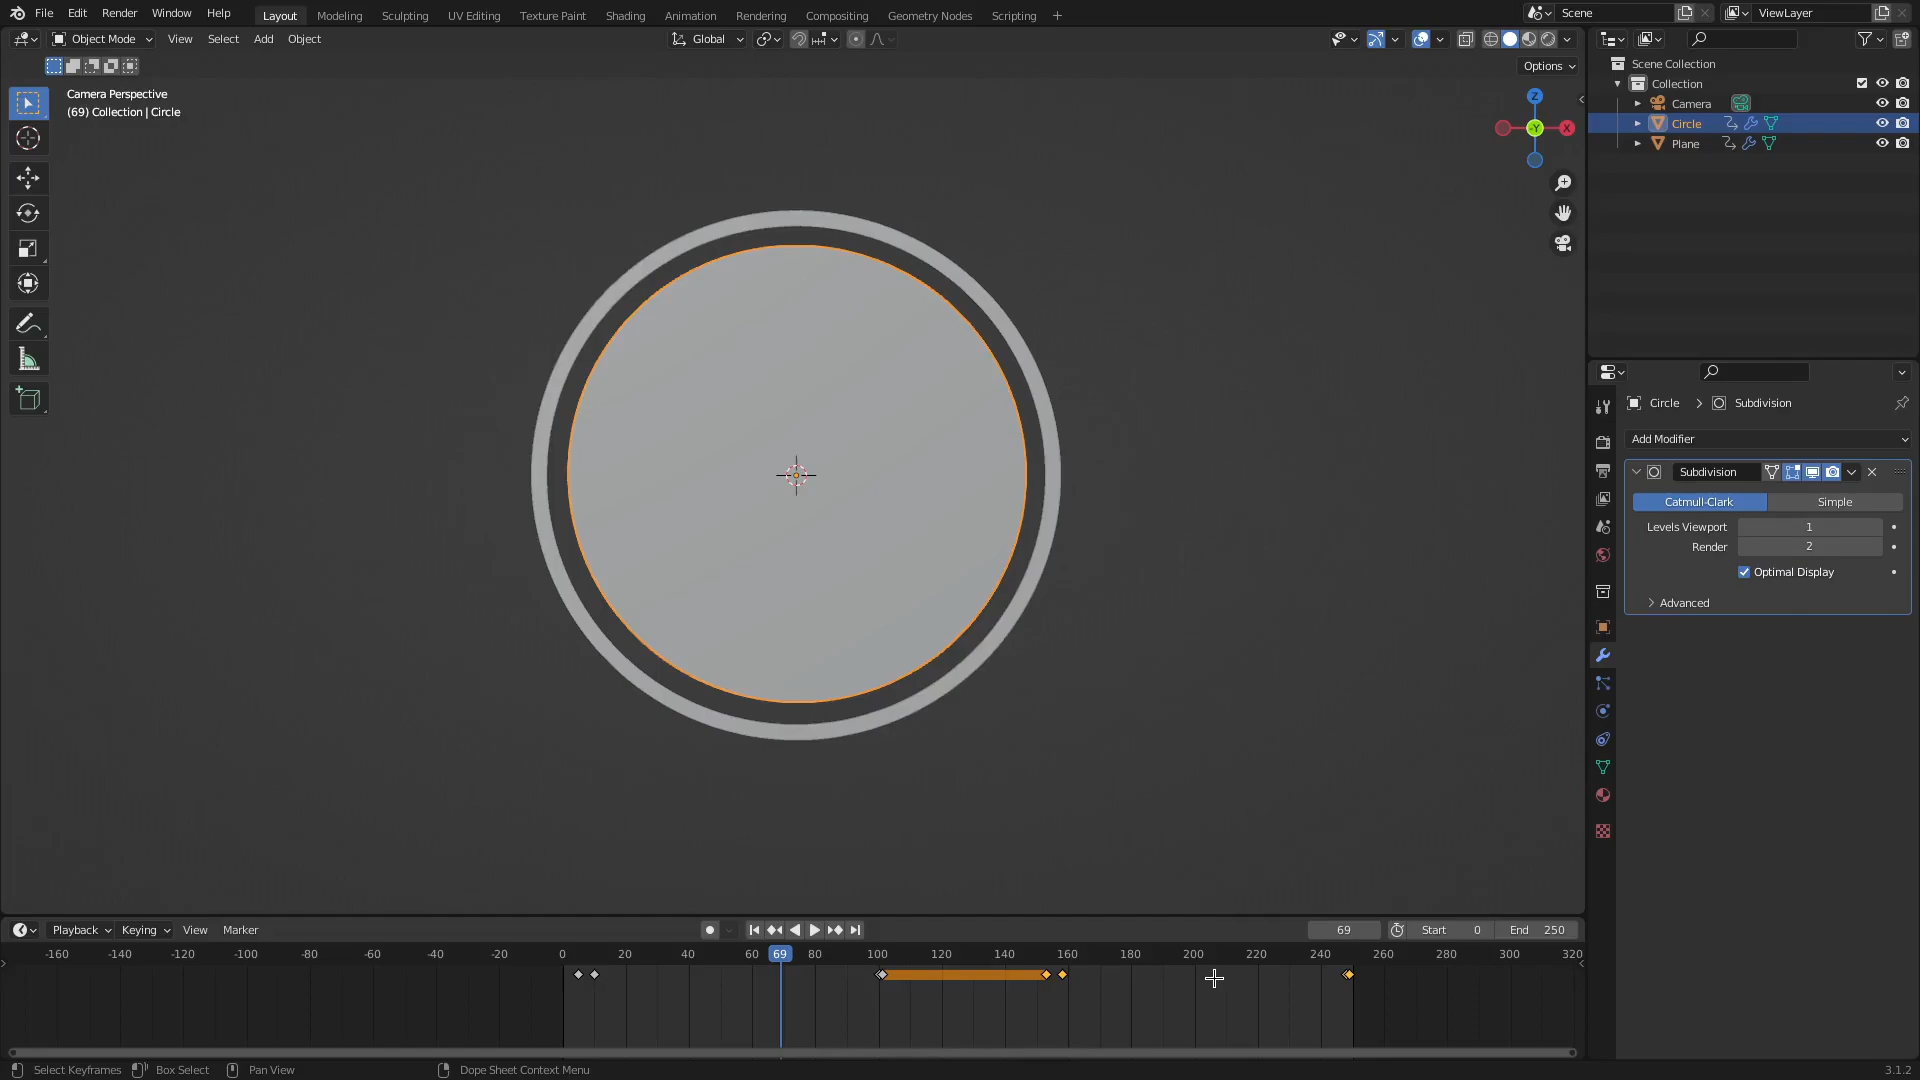 File Edit Render Window Help Layout Modeling Sculpting UV Editing Texture Paint Shading Animation Rendering Compositing Geometry Nodes Scripting + Scene ViewLayer
Object Mode View Select Add Object Global
Options
Camera Perspective
(69) Collection | Circle
Z
-Y
X
Scene Collection
Collection
Camera
Circle
Plane
Circle > Subdivision
Add Modifier
Subdivision
Catmull-Clark Simple
Levels Viewport 1
Render 2
Optimal Display
Advanced
Playback Keying View Marker 69 Start 0 End 250
-160 -140 -120 -100 -80 -60 -40 -20 0 20 40 60 69 80 100 120 140 160 180 200 220 240 260 280 300 320
Select Keyframes Box Select Pan View Dope Sheet Context Menu 3.1.2